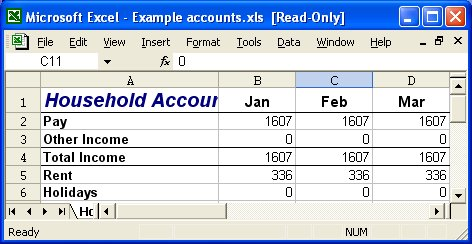 Microsoft Excel - Example accounts.xls [Read-Only]
File Edit View Insert Format Tools Data Window Help
C11 fx 0
A B C D
1 Household Accour Jan Feb Mar
2 Pay 1607 1607 1607
3 Other Income 0 0 0
4 Total Income 1607 1607 1607
5 Rent 336 336 336
6 Holidays 0 0 0
Ho
Ready NUM